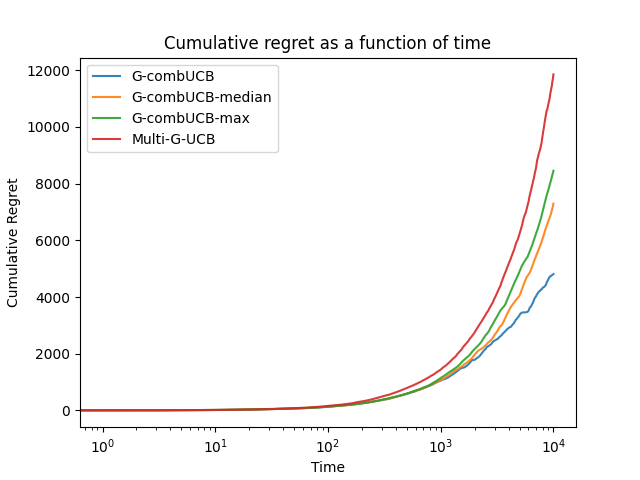 Cumulative regret as a function of time
G-combUCB
G-combUCB-median
G-combUCB-max
Multi-G-UCB
12000
10000
8000
6000
4000
2000
0
Cumulative Regret
10⁰ 10¹ 10² 10³ 10⁴
Time